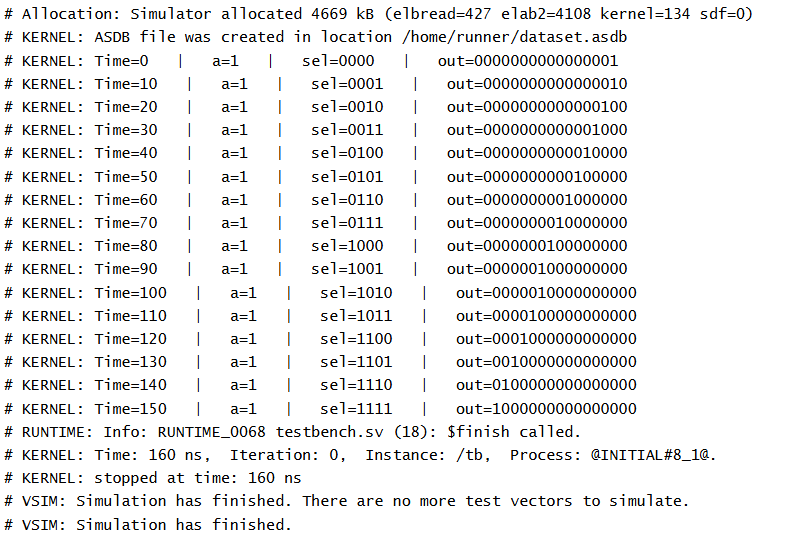 # Allocation: Simulator allocated 4669 kB (elbread=427 elab2=4108 kernel=134 sdf=0)
# KERNEL: ASDB file was created in location /home/runner/dataset.asdb
# KERNEL: Time=0   |   a=1   |   sel=0000   |   out=0000000000000001
# KERNEL: Time=10   |   a=1   |   sel=0001   |   out=0000000000000010
# KERNEL: Time=20   |   a=1   |   sel=0010   |   out=0000000000000100
# KERNEL: Time=30   |   a=1   |   sel=0011   |   out=0000000000001000
# KERNEL: Time=40   |   a=1   |   sel=0100   |   out=0000000000010000
# KERNEL: Time=50   |   a=1   |   sel=0101   |   out=0000000000100000
# KERNEL: Time=60   |   a=1   |   sel=0110   |   out=0000000001000000
# KERNEL: Time=70   |   a=1   |   sel=0111   |   out=0000000010000000
# KERNEL: Time=80   |   a=1   |   sel=1000   |   out=0000000100000000
# KERNEL: Time=90   |   a=1   |   sel=1001   |   out=0000001000000000
# KERNEL: Time=100   |   a=1   |   sel=1010   |   out=0000010000000000
# KERNEL: Time=110   |   a=1   |   sel=1011   |   out=0000100000000000
# KERNEL: Time=120   |   a=1   |   sel=1100   |   out=0001000000000000
# KERNEL: Time=130   |   a=1   |   sel=1101   |   out=0010000000000000
# KERNEL: Time=140   |   a=1   |   sel=1110   |   out=0100000000000000
# KERNEL: Time=150   |   a=1   |   sel=1111   |   out=1000000000000000
# RUNTIME: Info: RUNTIME_0068 testbench.sv (18): $finish called.
# KERNEL: Time: 160 ns,  Iteration: 0,  Instance: /tb,  Process: @INITIAL#8_1@.
# KERNEL: stopped at time: 160 ns
# VSIM: Simulation has finished. There are no more test vectors to simulate.
# VSIM: Simulation has finished.